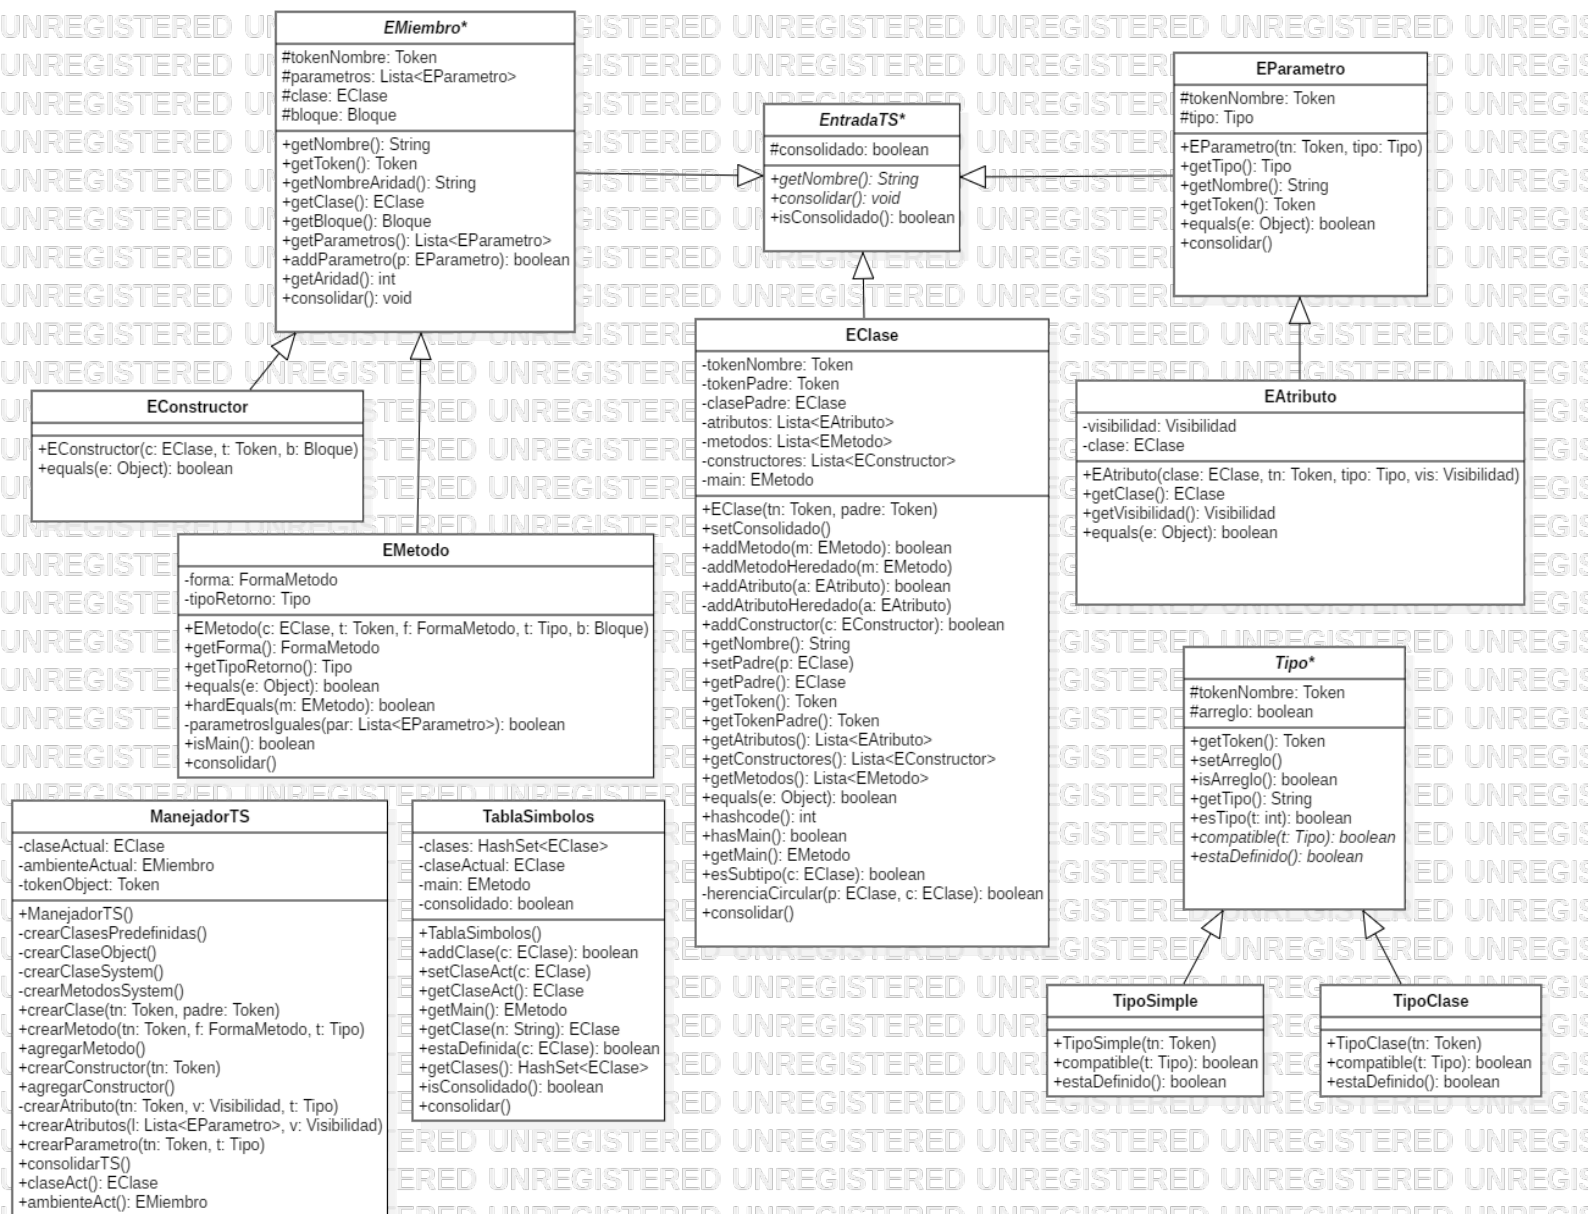 EMiembro*
#tokenNombre: Token
#parametros: Lista<EParametro>
#clase: EClase
#bloque: Bloque
+getNombre(): String
+getToken(): Token
+getNombreAridad(): String
+getClase(): EClase
+getBloque(): Bloque
+getParametros(): Lista<EParametro>
+addParametro(p: EParametro): boolean
+getAridad(): int
+consolidar(): void
EntradaTS*
#consolidado: boolean
+getNombre(): String
+consolidar(): void
+isConsolidado(): boolean
EParametro
#tokenNombre: Token
#tipo: Tipo
+EParametro(tn: Token, tipo: Tipo)
+getTipo(): Tipo
+getNombre(): String
+getToken(): Token
+equals(e: Object): boolean
+consolidar()
EConstructor
+EConstructor(c: EClase, t: Token, b: Bloque)
+equals(e: Object): boolean
EClase
-tokenNombre: Token
-tokenPadre: Token
-clasePadre: EClase
-atributos: Lista<EAtributo>
-metodos: Lista<EMetodo>
-constructores: Lista<EConstructor>
-main: EMetodo
+EClase(tn: Token, padre: Token)
+setConsolidado()
+addMetodo(m: EMetodo): boolean
-addMetodoHeredado(m: EMetodo)
+addAtributo(a: EAtributo): boolean
-addAtributoHeredado(a: EAtributo)
+addConstructor(c: EConstructor): boolean
+getNombre(): String
+setPadre(p: EClase)
+getPadre(): EClase
+getToken(): Token
+getTokenPadre(): Token
+getAtributos(): Lista<EAtributo>
+getConstructores(): Lista<EConstructor>
+getMetodos(): Lista<EMetodo>
+equals(e: Object): boolean
+hashcode(): int
+hasMain(): boolean
+getMain(): EMetodo
+esSubtipo(c: EClase): boolean
-herenciaCircular(p: EClase, c: EClase): boolean
+consolidar()
EAtributo
-visibilidad: Visibilidad
-clase: EClase
+EAtributo(clase: EClase, tn: Token, tipo: Tipo, vis: Visibilidad)
+getClase(): EClase
+getVisibilidad(): Visibilidad
+equals(e: Object): boolean
EMetodo
-forma: FormaMetodo
-tipoRetorno: Tipo
+EMetodo(c: EClase, t: Token, f: FormaMetodo, t: Tipo, b: Bloque)
+getForma(): FormaMetodo
+getTipoRetorno(): Tipo
+equals(e: Object): boolean
+hardEquals(m: EMetodo): boolean
-parametrosIguales(par: Lista<EParametro>): boolean
+isMain(): boolean
+consolidar()
Tipo*
#tokenNombre: Token
#arreglo: boolean
+getToken(): Token
+setArreglo()
+isArreglo(): boolean
+getTipo(): String
+esTipo(t: int): boolean
+compatible(t: Tipo): boolean
+estaDefinido(): boolean
ManejadorTS
-claseActual: EClase
-ambienteActual: EMiembro
-tokenObject: Token
+ManejadorTS()
-crearClasesPredefinidas()
-crearClaseObject()
-crearClaseSystem()
-crearMetodosSystem()
+crearClase(tn: Token, padre: Token)
+crearMetodo(tn: Token, f: FormaMetodo, t: Tipo)
+agregarMetodo()
+crearConstructor(tn: Token)
+agregarConstructor()
-crearAtributo(tn: Token, v: Visibilidad, t: Tipo)
+crearAtributos(l: Lista<EParametro>, v: Visibilidad)
+crearParametro(tn: Token, t: Tipo)
+consolidarTS()
+claseAct(): EClase
+ambienteAct(): EMiembro
TablaSimbolos
-clases: HashSet<EClase>
-claseActual: EClase
-main: EMetodo
-consolidado: boolean
+TablaSimbolos()
+addClase(c: EClase): boolean
+setClaseAct(c: EClase)
+getClaseAct(): EClase
+getMain(): EMetodo
+getClase(n: String): EClase
+estaDefinida(c: EClase): boolean
+getClases(): HashSet<EClase>
+isConsolidado(): boolean
+consolidar()
TipoSimple
+TipoSimple(tn: Token)
+compatible(t: Tipo): boolean
+estaDefinido(): boolean
TipoClase
+TipoClase(tn: Token)
+compatible(t: Tipo): boolean
+estaDefinido(): boolean